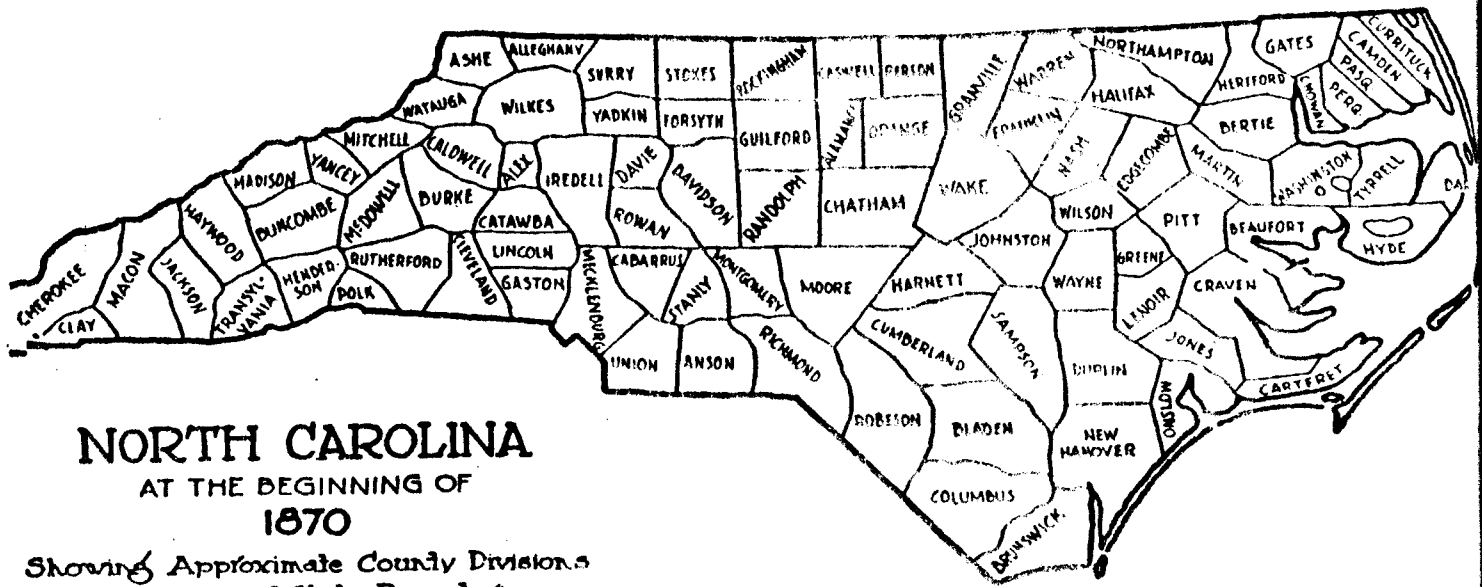 ASHE
ALLEGHANY
SURRY
STOKES
ROCKINGHAM
CASWELL
PERSON
GRANVILLE
WARREN
NORTHAMPTON
GATES
CURRITUCK
CAMDEN
PASQ.
PERQ.
CHOWAN
HERTFORD
HALIFAX
WATAUGA
WILKES
YADKIN
FORSYTH
GUILFORD
ALAMANCE
ORANGE
FRANKLIN
NASH
EDGECOMBE
BERTIE
MARTIN
WASHINGTON
TYRRELL
DA
MITCHELL
CALDWELL
ALEX
IREDELL
DAVIE
DAVIDSON
RANDOLPH
CHATHAM
WAKE
WILSON
PITT
BEAUFORT
HYDE
MADISON
YANCEY
McDOWELL
BURKE
CATAWBA
ROWAN
JOHNSTON
GREENE
HAYWOOD
BUNCOMBE
RUTHERFORD
CLEVELAND
LINCOLN
GASTON
MECKLENBURG
CABARRUS
STANLY
MONTGOMERY
MOORE
HARNETT
WAYNE
LENOIR
CRAVEN
CHEROKEE
CLAY
MACON
JACKSON
TRANSYL-
VANIA
HENDER-
SON
POLK
UNION
ANSON
RICHMOND
CUMBERLAND
SAMPSON
DUPLIN
JONES
ONSLOW
CARTERET
ROBESON
BLADEN
NEW
HANOVER
COLUMBUS
BRUNSWICK
NORTH CAROLINA
AT THE BEGINNING OF
1870
Showing Approximate County Divisions